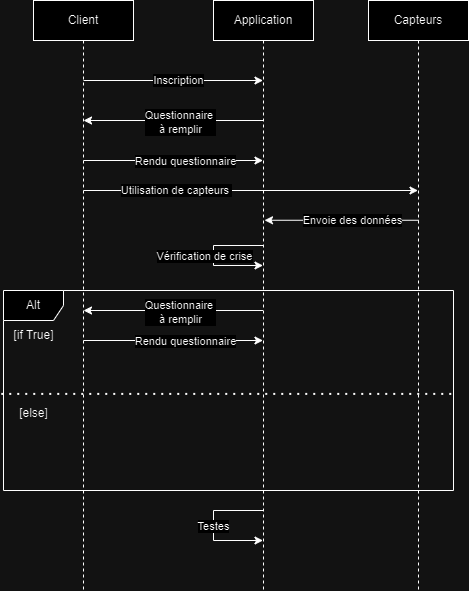 Client
Application
Capteurs
Inscription
Questionnaire
à remplir
Rendu questionnaire
Utilisation de capteurs
Envoie des données
Vérification de crise
Alt
Questionnaire
à remplir
[if True]
Rendu questionnaire
[else]
Testes